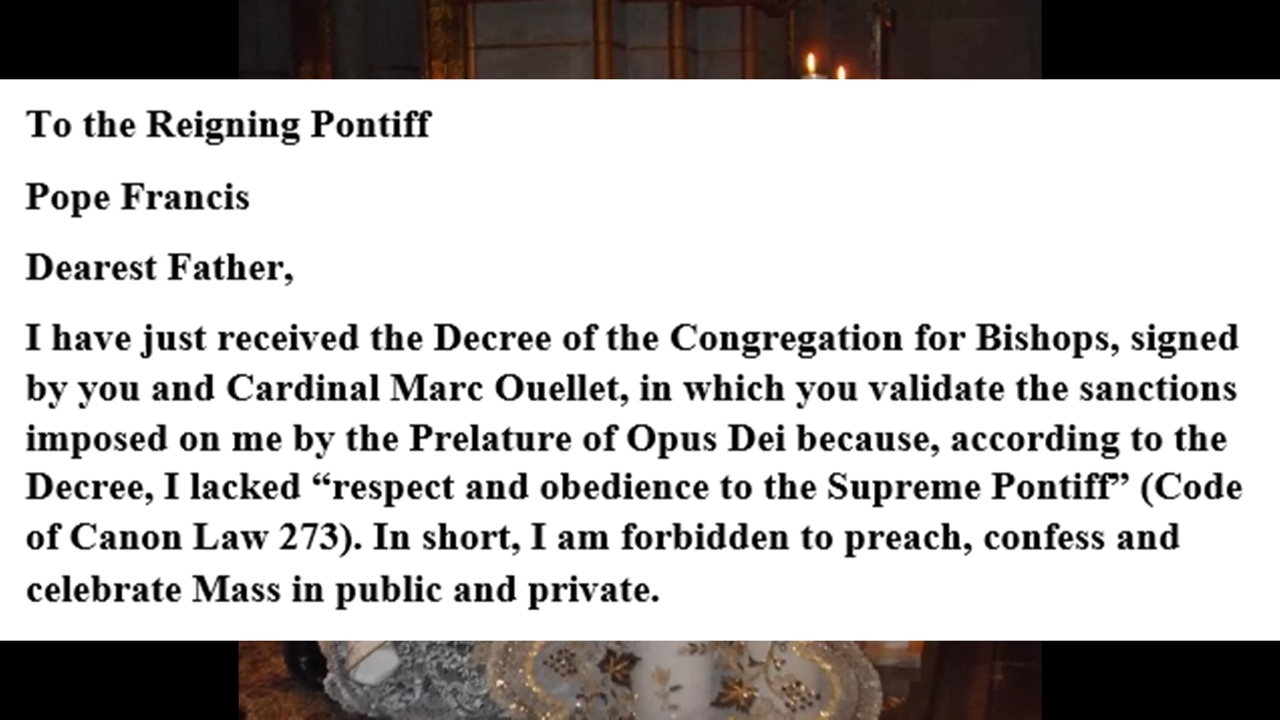 To the Reigning Pontiff
Pope Francis
Dearest Father,
I have just received the Decree of the Congregation for Bishops, signed
by you and Cardinal Marc Ouellet, in which you validate the sanctions
imposed on me by the Prelature of Opus Dei because, according to the
Decree, I lacked “respect and obedience to the Supreme Pontiff” (Code
of Canon Law 273). In short, I am forbidden to preach, confess and
celebrate Mass in public and private.